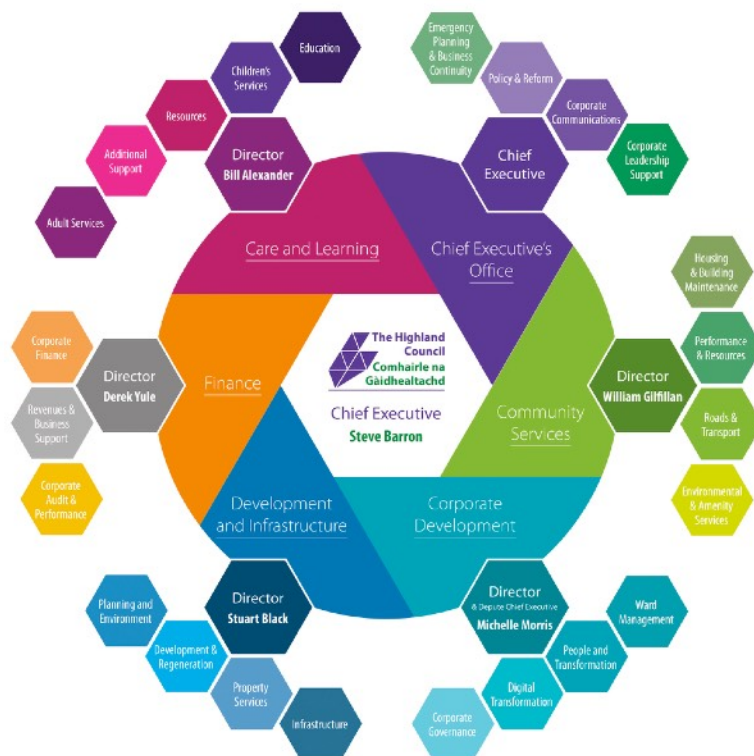 Education
Children's
Services
Resources
Additional
Support
Adult Services
Director
Bill Alexander
Care and Learning
Emergency
Planning
& Business
Continuity
Policy & Reform
Corporate
Communications
Corporate
Leadership
Support
Chief
Executive
Chief Executive's
Office
Housing
& Building
Maintenance
Performance
& Resources
Roads &
Transport
Environmental
& Amenity
Services
Director
William Gilfillan
Community
Services
Corporate
Finance
Revenues &
Business
Support
Corporate
Audit &
Performance
Director
Derek Yule
Finance
The Highland
Council
Comhairle na
Gàidhealtachd
Chief Executive
Steve Barron
Development
and Infrastructure
Director
Stuart Black
Planning and
Environment
Development &
Regeneration
Property
Services
Infrastructure
Corporate
Development
Director
& Depute Chief Executive
Michelle Morris
Ward
Management
People and
Transformation
Digital
Transformation
Corporate
Governance